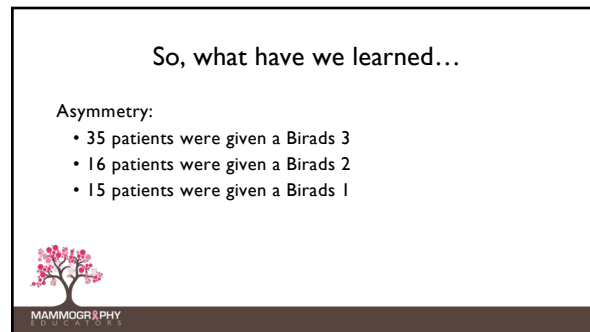 So, what have we learned…
Asymmetry:
• 35 patients were given a Birads 3
• 16 patients were given a Birads 2
• 15 patients were given a Birads 1
MAMMOGRAPHY
EDUCATORS